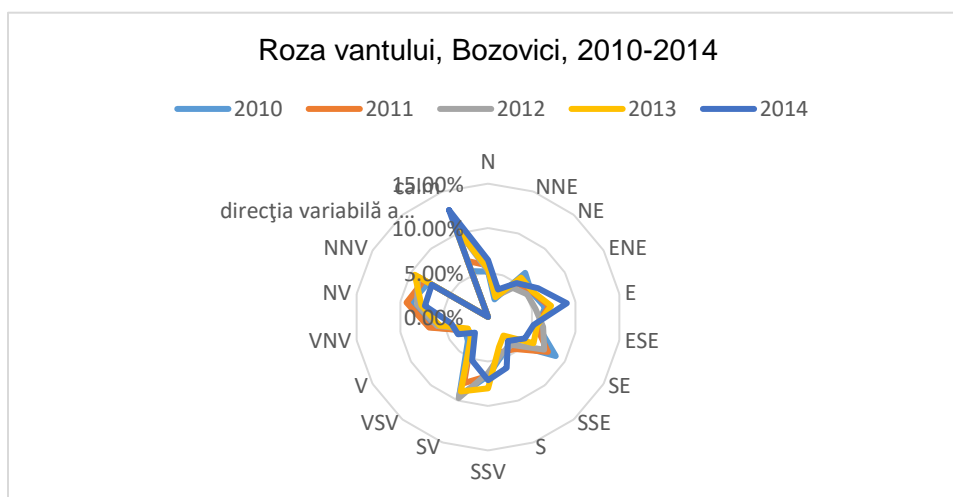 Roza vantului, Bozovici, 2010-2014
2010 2011 2012 2013 2014
N
NNE
NE
ENE
E
ESE
SE
SSE
S
SSV
SV
VSV
V
VNV
NV
NNV
direcţia variabilă a...
calm
15.00%
10.00%
5.00%
0.00%